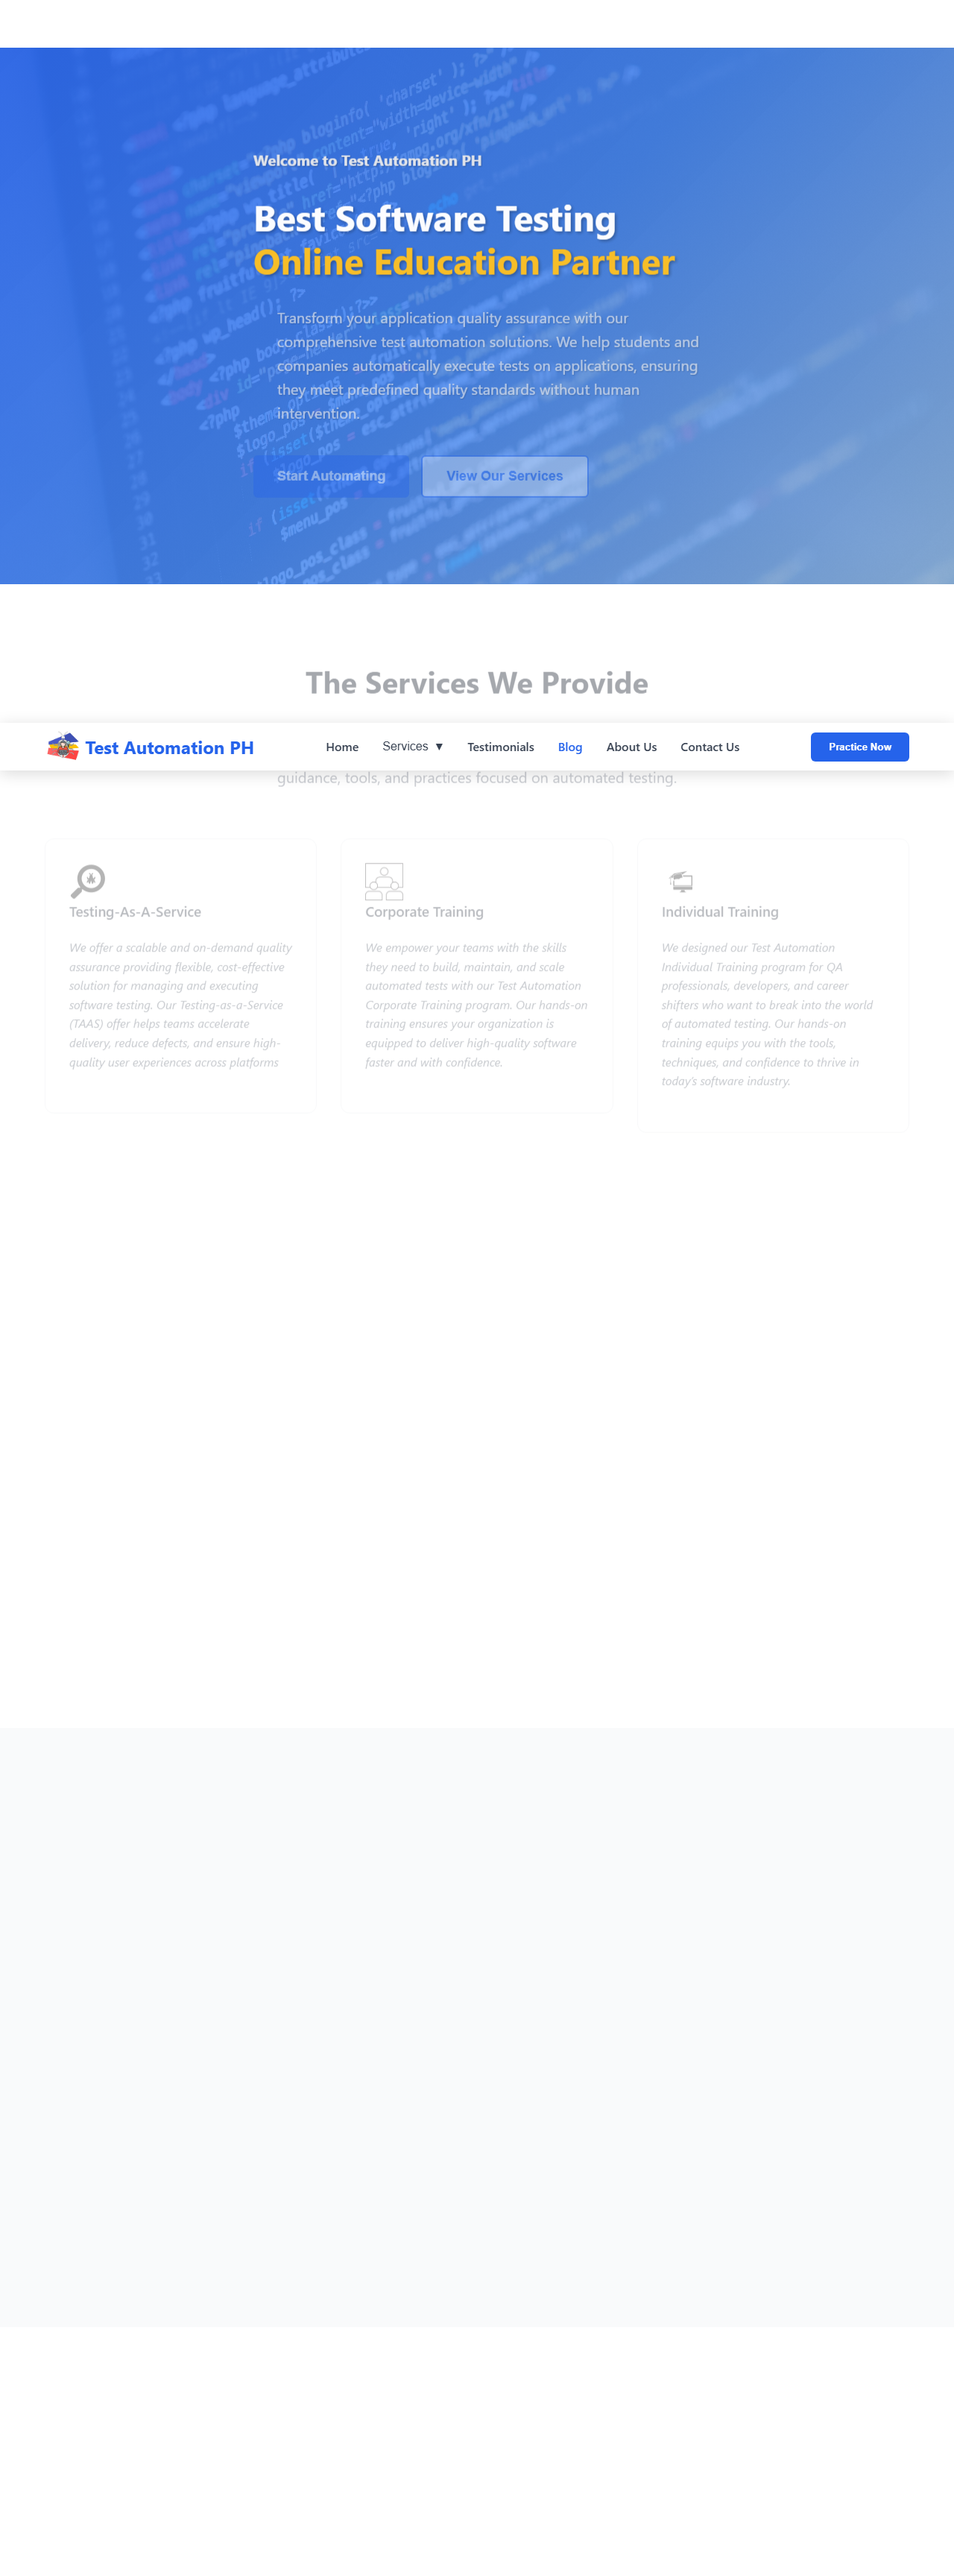 Welcome to Test Automation PH
Best Software Testing
Online Education Partner
Transform your application quality assurance with our
comprehensive test automation solutions. We help students and
companies automatically execute tests on applications, ensuring
they meet predefined quality standards without human
intervention.
Start Automating
View Our Services
The Services We Provide
Test Automation PH
Home
Services ▼
Testimonials
Blog
About Us
Contact Us
Practice Now
guidance, tools, and practices focused on automated testing.
Testing-As-A-Service
We offer a scalable and on-demand quality
assurance providing flexible, cost-effective
solution for managing and executing
software testing. Our Testing-as-a-Service
(TAAS) offer helps teams accelerate
delivery, reduce defects, and ensure high-
quality user experiences across platforms
Corporate Training
We empower your teams with the skills
they need to build, maintain, and scale
automated tests with our Test Automation
Corporate Training program. Our hands-on
training ensures your organization is
equipped to deliver high-quality software
faster and with confidence.
Individual Training
We designed our Test Automation
Individual Training program for QA
professionals, developers, and career
shifters who want to break into the world
of automated testing. Our hands-on
training equips you with the tools,
techniques, and confidence to thrive in
today's software industry.